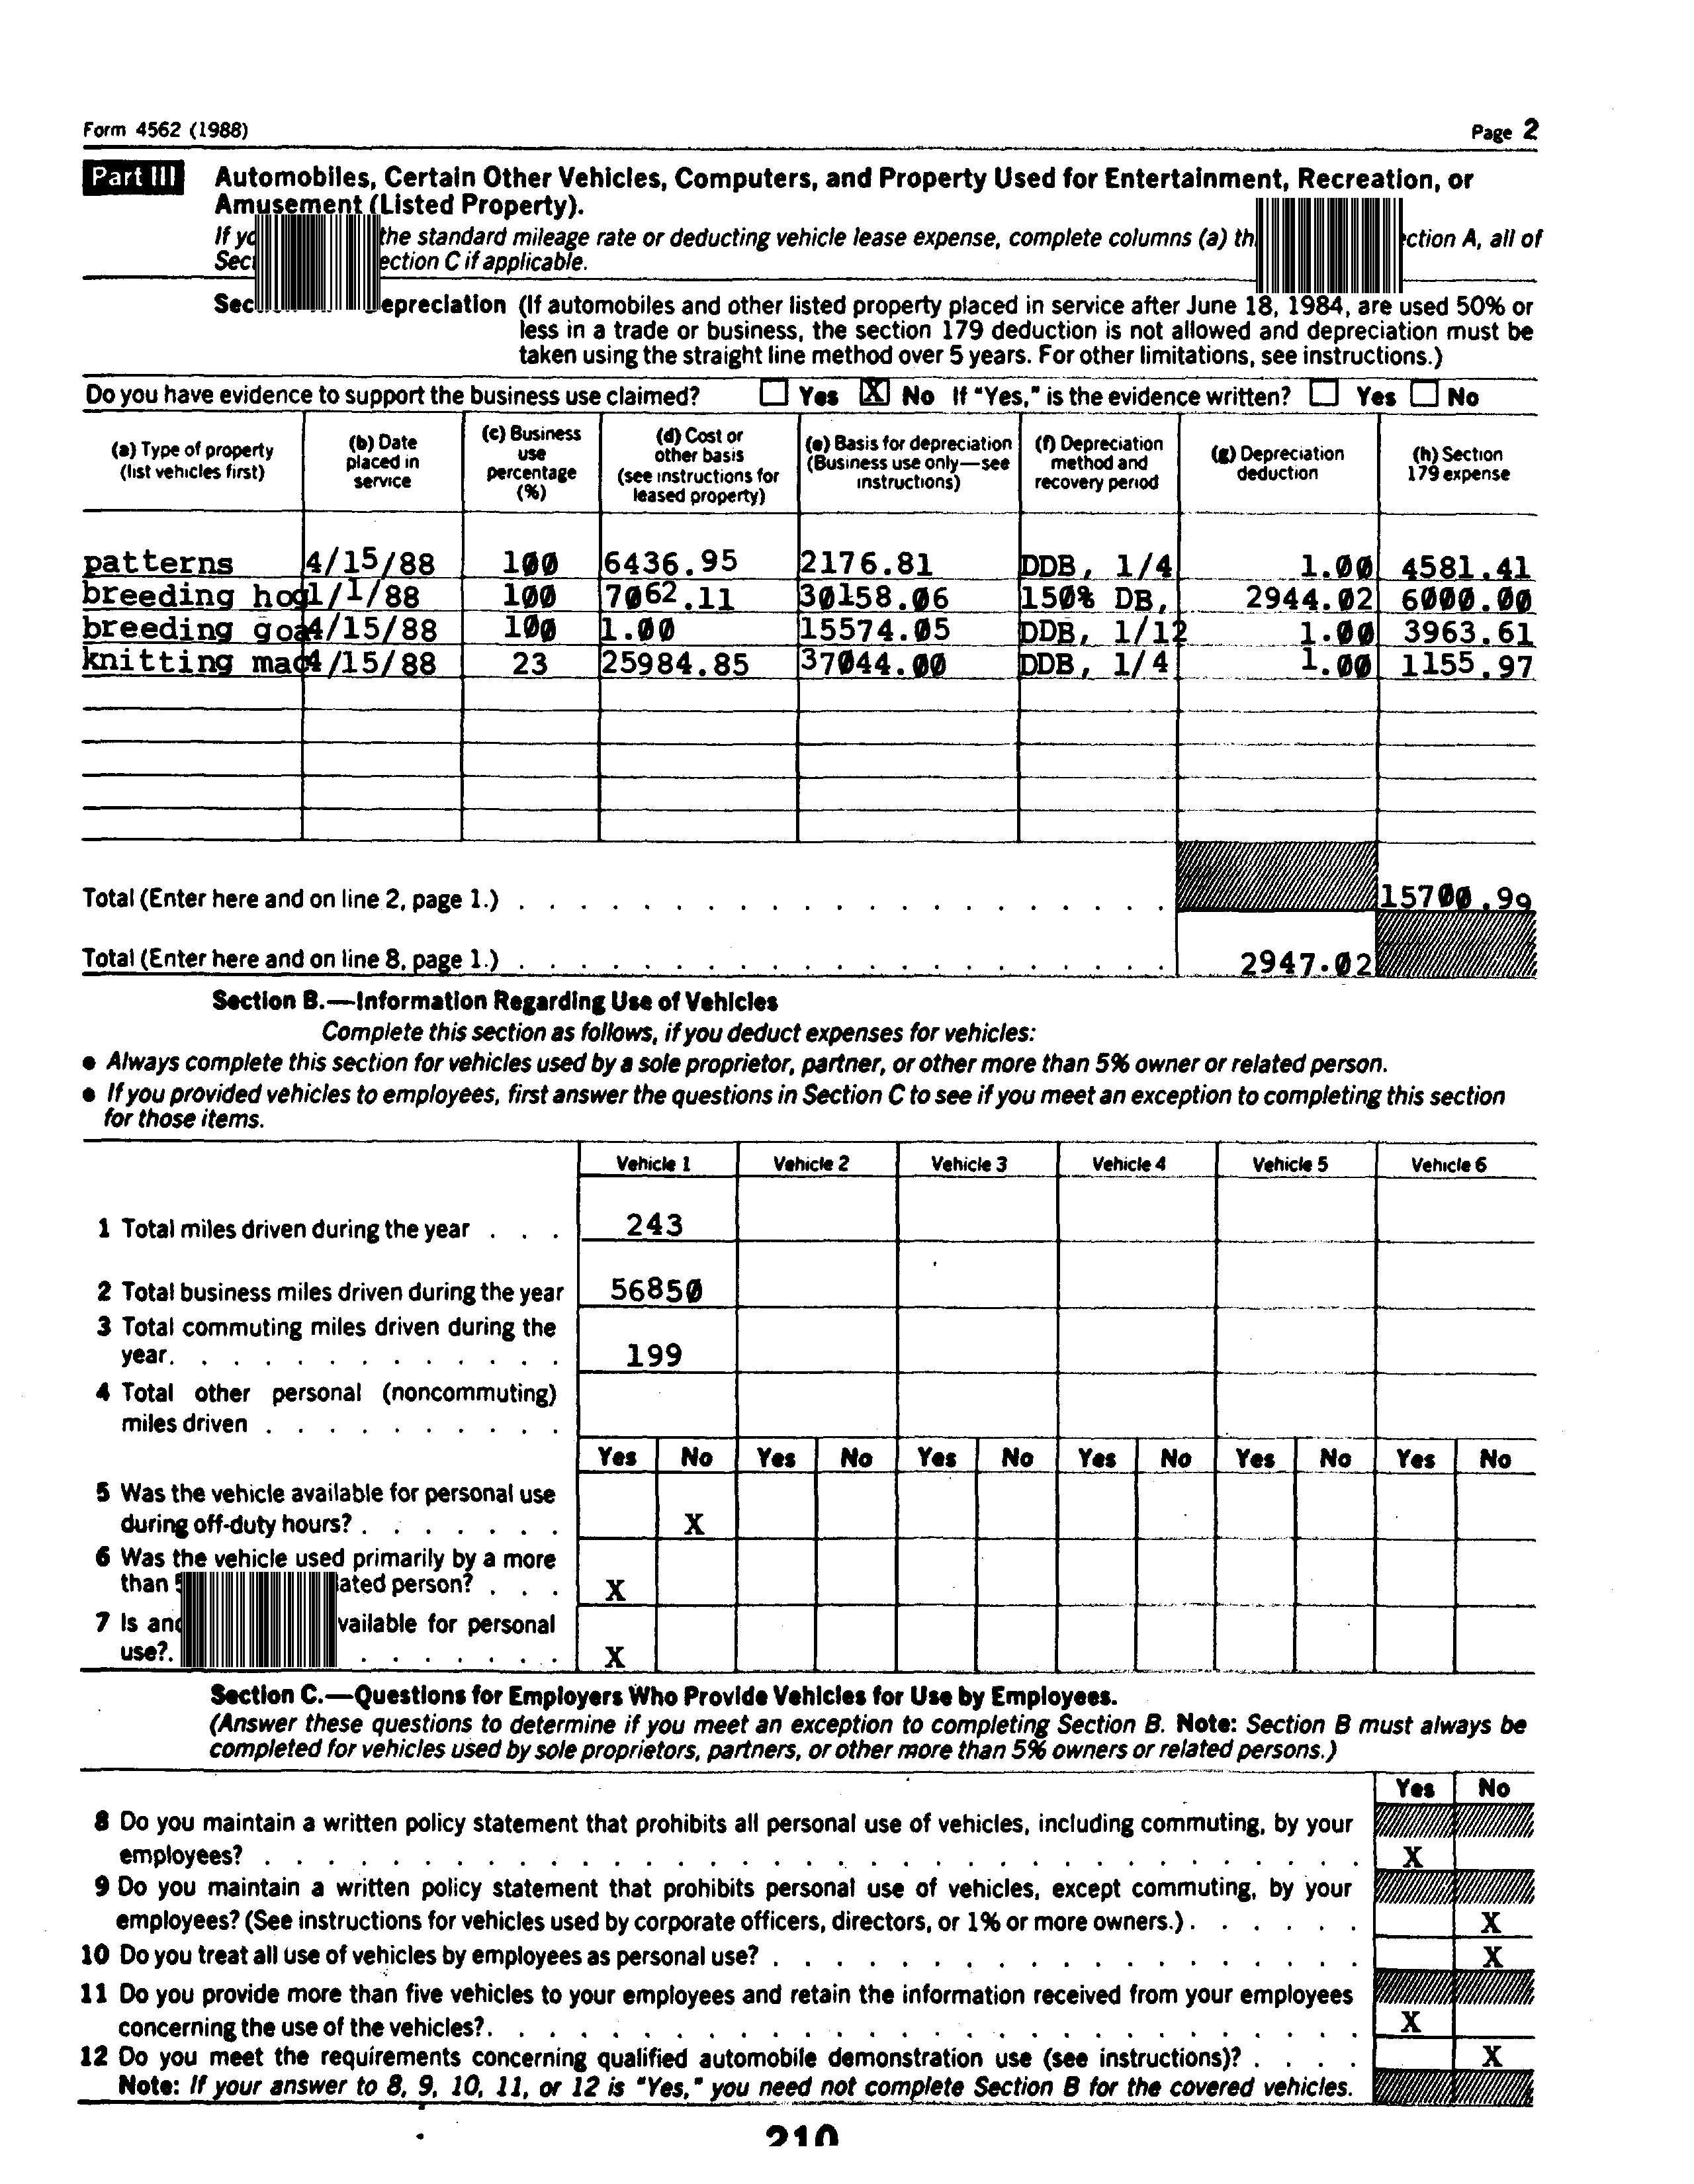 Form 4562 (1988) Page 2
Part III Automobiles, Certain Other Vehicles, Computers, and Property Used for Entertainment, Recreation, or
Amusement (Listed Property).
If the standard mileage rate or deducting vehicle lease expense, complete columns (a) A, all of
C if applicable.
(If automobiles and other listed property placed in service after June 18, 1984, are used 50% or
less in a trade or business, the section 179 deduction is not allowed and depreciation must be
taken using the straight line method over 5 years. For other limitations, see instructions.)
Do you have evidence to support the business use claimed? Yes X No If "Yes," is the evidence written? Yes No
(a) Type of property (list vehicles first) (b) Date placed in service (c) Business use percentage (%) (d) Cost or other basis (see instructions for leased property) (e) Basis for depreciation (Business use only—see instructions) (f) Depreciation method and recovery period (g) Depreciation deduction (h) Section 179 expense
patterns 4/15/88 100 6436.95 2176.81 DDB, 1/4 1.00 4581.41
breeding hog 1/1/88 100 7062.11 30158.06 150% DB, 2944.02 6000.00
breeding goa 4/15/88 100 1.00 15574.05 DDB, 1/12 1.00 3963.61
knitting mac 4/15/88 23 25984.85 37044.00 DDB, 1/4 1.00 1155.97
Total (Enter here and on line 2, page 1.) 15700.99
Total (Enter here and on line 8, page 1.) 2947.02
Section B.—Information Regarding Use of Vehicles
Complete this section as follows, if you deduct expenses for vehicles:
● Always complete this section for vehicles used by a sole proprietor, partner, or other more than 5% owner or related person.
● If you provided vehicles to employees, first answer the questions in Section C to see if you meet an exception to completing this section
for those items.
Vehicle 1 Vehicle 2 Vehicle 3 Vehicle 4 Vehicle 5 Vehicle 6
1 Total miles driven during the year . . . 243
2 Total business miles driven during the year 56850
3 Total commuting miles driven during the
year. . . . . . . . . . . . . 199
4 Total other personal (noncommuting)
miles driven . . . . . . . . . .
Yes No Yes No Yes No Yes No Yes No Yes No
5 Was the vehicle available for personal use
during off-duty hours? . . . . . . . X
6 Was the vehicle used primarily by a more
than person? . . . X
7 Is for personal
use?. . . . . . . . X
Section C.—Questions for Employers Who Provide Vehicles for Use by Employees.
(Answer these questions to determine if you meet an exception to completing Section B. Note: Section B must always be
completed for vehicles used by sole proprietors, partners, or other more than 5% owners or related persons.)
Yes No
8 Do you maintain a written policy statement that prohibits all personal use of vehicles, including commuting, by your
employees? X
9 Do you maintain a written policy statement that prohibits personal use of vehicles, except commuting, by your
employees? (See instructions for vehicles used by corporate officers, directors, or 1% or more owners.) . . . . . . X
10 Do you treat all use of vehicles by employees as personal use? X
11 Do you provide more than five vehicles to your employees and retain the information received from your employees
concerning the use of the vehicles?. X
12 Do you meet the requirements concerning qualified automobile demonstration use (see instructions)? . . . . X
Note: If your answer to 8, 9, 10, 11, or 12 is "Yes," you need not complete Section B for the covered vehicles.
210